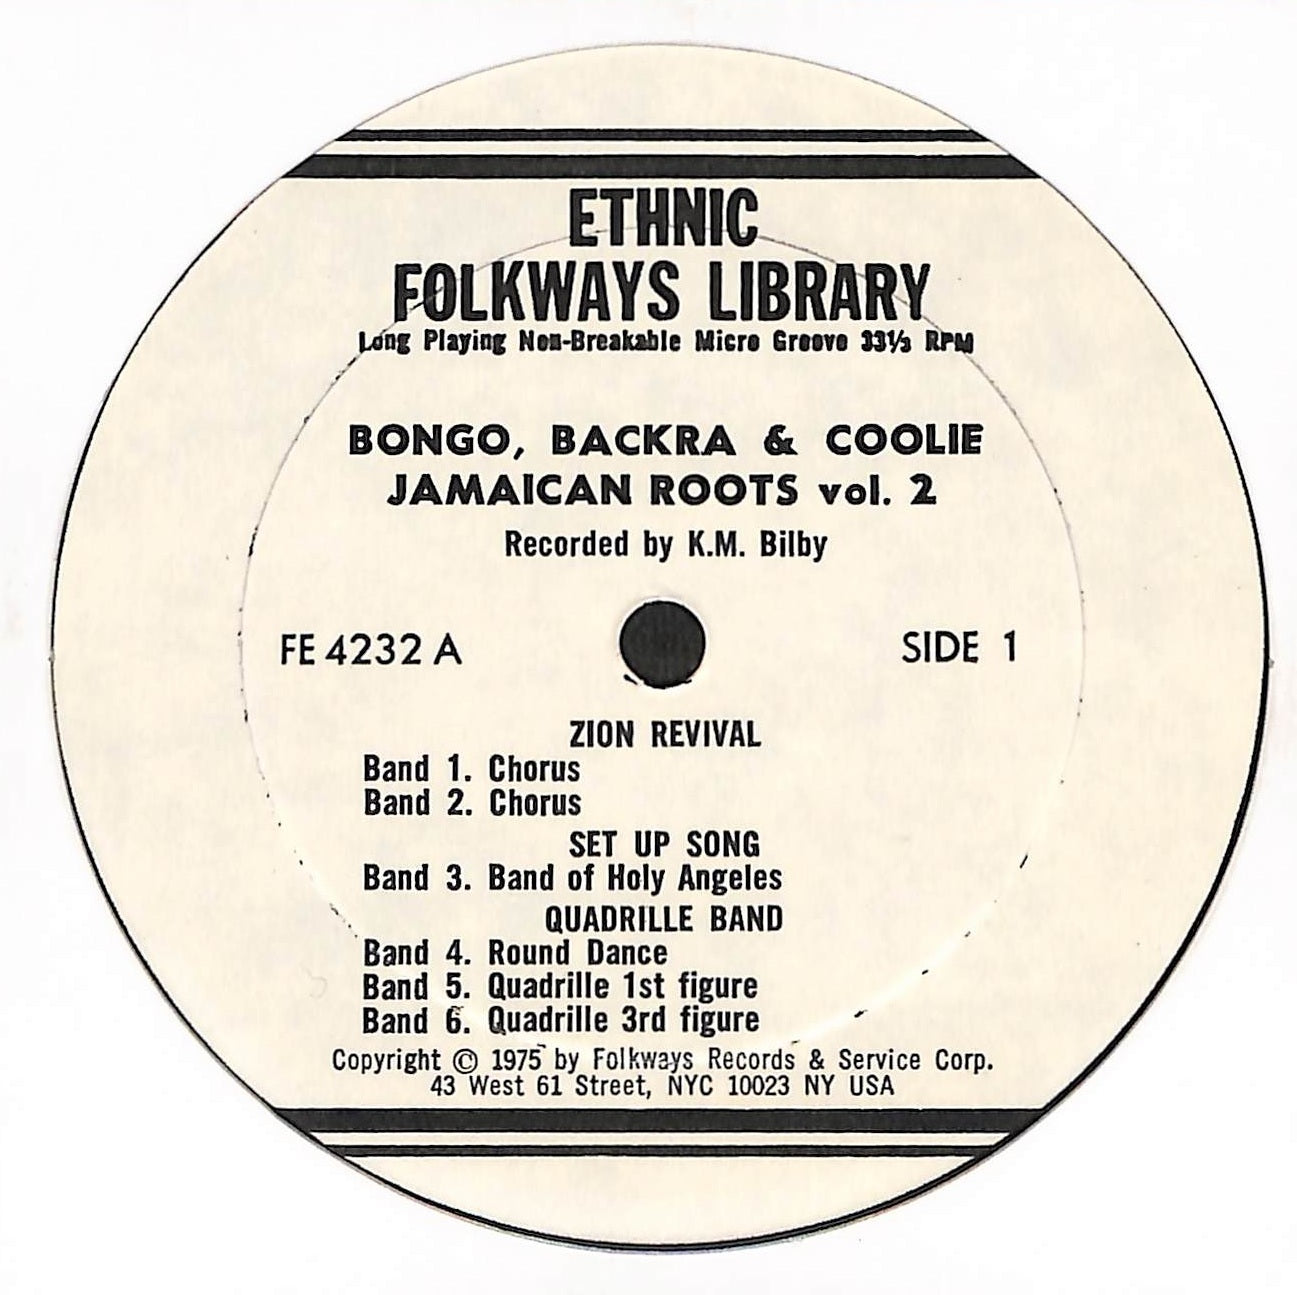 ETHNIC
FOLKWAYS LIBRARY
Long Playing Non-Breakable Micro Groove 33⅓ RPM
BONGO, BACKRA & COOLIE
JAMAICAN ROOTS vol. 2
Recorded by K.M. Bilby
FE 4232 A
SIDE 1
ZION REVIVAL
Band 1. Chorus
Band 2. Chorus
SET UP SONG
Band 3. Band of Holy Angeles
QUADRILLE BAND
Band 4. Round Dance
Band 5. Quadrille 1st figure
Band 6. Quadrille 3rd figure
Copyright © 1975 by Folkways Records & Service Corp.
43 West 61 Street, NYC 10023 NY USA